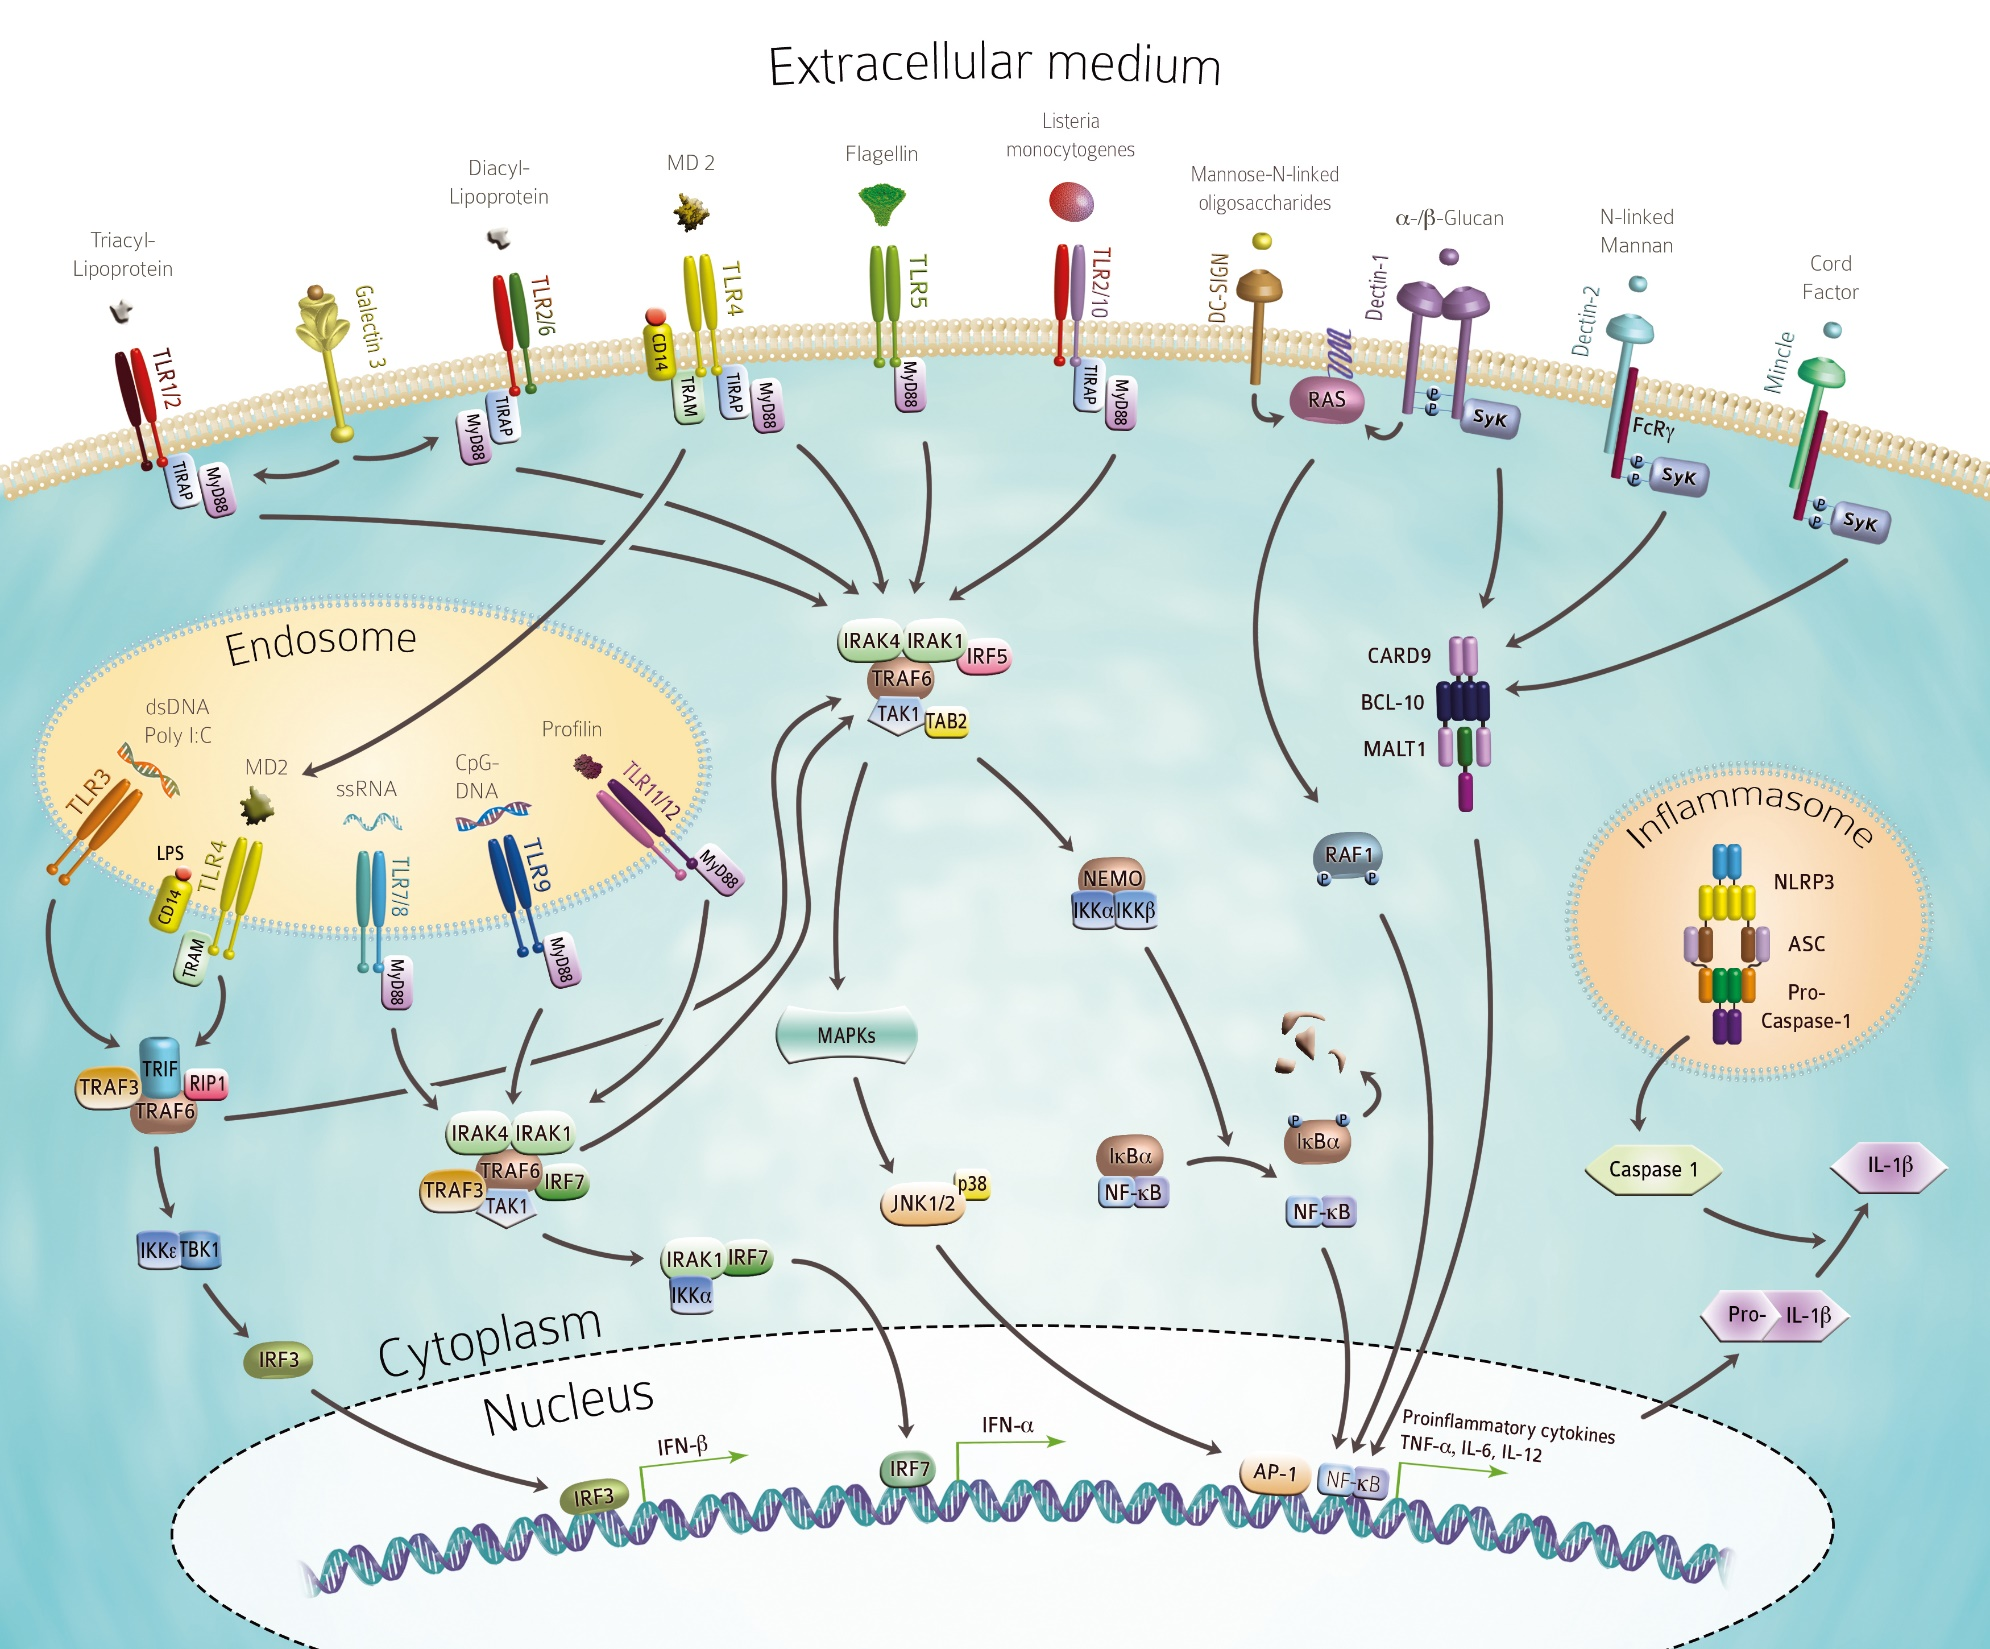 Extracellular medium
Listeria
monocytogenes
Flagellin
MD 2
Diacyl-
Lipoprotein
Mannose-N-linked
oligosaccharides
α-/β-Glucan
N-linked
Mannan
Triacyl-
Lipoprotein
Cord
Factor
TLR1/2
Galectin 3
TLR2/6
TLR4
TLR5
TLR2/10
DC-SIGN
Dectin-1
Dectin-2
Mincle
CD14
TRAM
TIRAP
MyD88
MyD88
TIRAP
MyD88
RAS
P
P
SyK
TIRAP
MyD88
FcRγ
P
P
SyK
TIRAP
MyD88
P
P
SyK
Endosome
IRAK4
IRAK1
IRF5
TRAF6
TAK1
TAB2
CARD9
BCL-10
MALT1
dsDNA
Poly I:C
TLR3
MD2
ssRNA
CpG-
DNA
Profilin
TLR11/12
MyD88
LPS
CD14
TLR4
TRAM
TLR7/8
MyD88
TLR9
MyD88
NEMO
IKKα
IKKβ
RAF1
P
P
Inflammasome
NLRP3
ASC
Pro-
Caspase-1
MAPKs
TRIF
TRAF3
RIP1
TRAF6
IRAK4
IRAK1
TRAF6
TRAF3
IRF7
TAK1
P
P
IκBα
IκBα
NF-κB
NF-κB
Caspase 1
IL-1β
p38
JNK1/2
IKKε
TBK1
IRAK1
IRF7
IKKα
Pro-
IL-1β
IRF3
Cytoplasm
Nucleus
IFN-β
IFN-α
Proinflammatory cytokines
TNF-α, IL-6, IL-12
IRF3
IRF7
AP-1
NF-κB